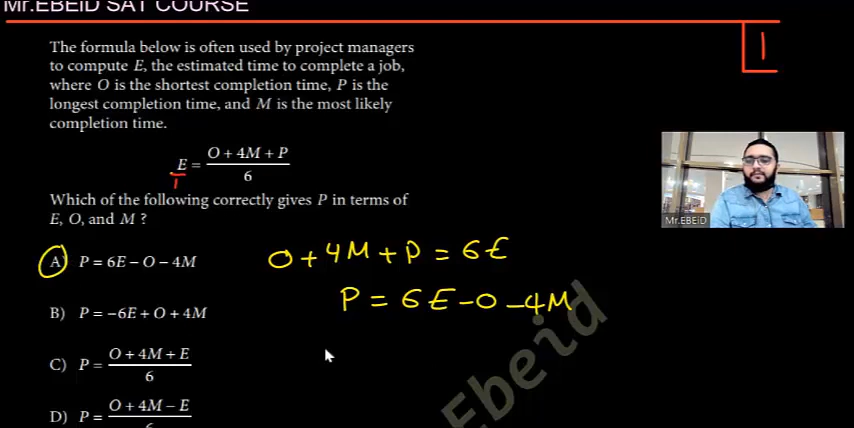 Mr.EBEID SAT COURSE
1
The formula below is often used by project managers
to compute E, the estimated time to complete a job,
where O is the shortest completion time, P is the
longest completion time, and M is the most likely
completion time.
E = O + 4M + P
1 6
Which of the following correctly gives P in terms of
E, O, and M ?
A) P = 6E – O – 4M
O + 4M + P = 6E
P = 6E – O – 4M
B) P = –6E + O + 4M
C) P = O + 4M + E
6
D) P = O + 4M – E
6
Mr.EBEID
Ebeid